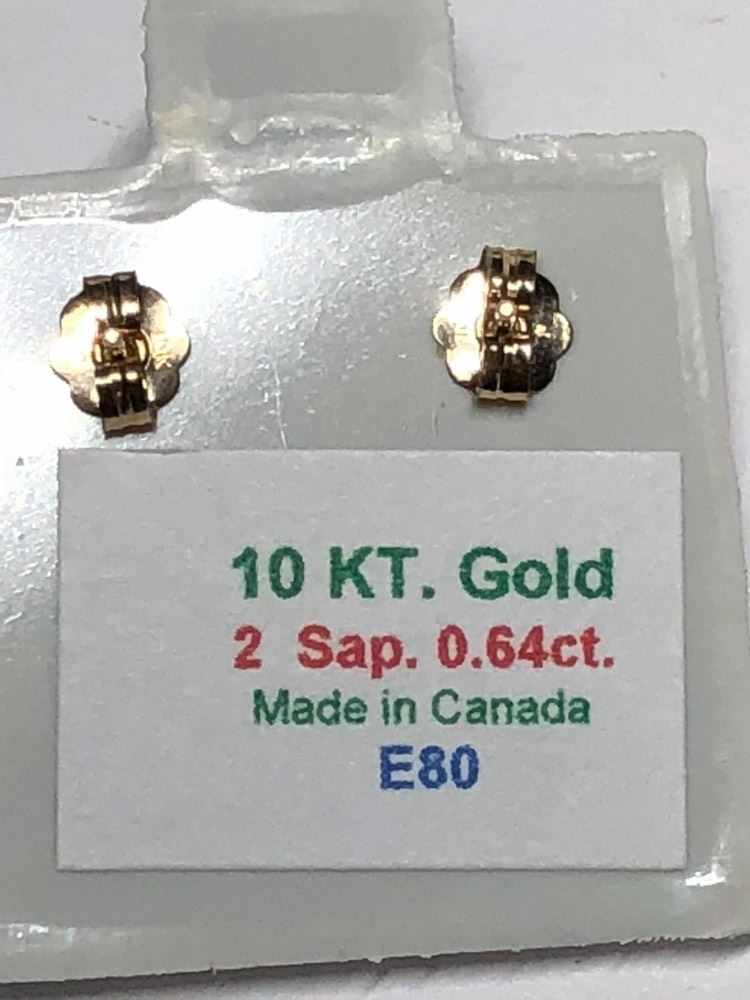 10 KT. Gold
2 Sap. 0.64ct.
Made in Canada
E80